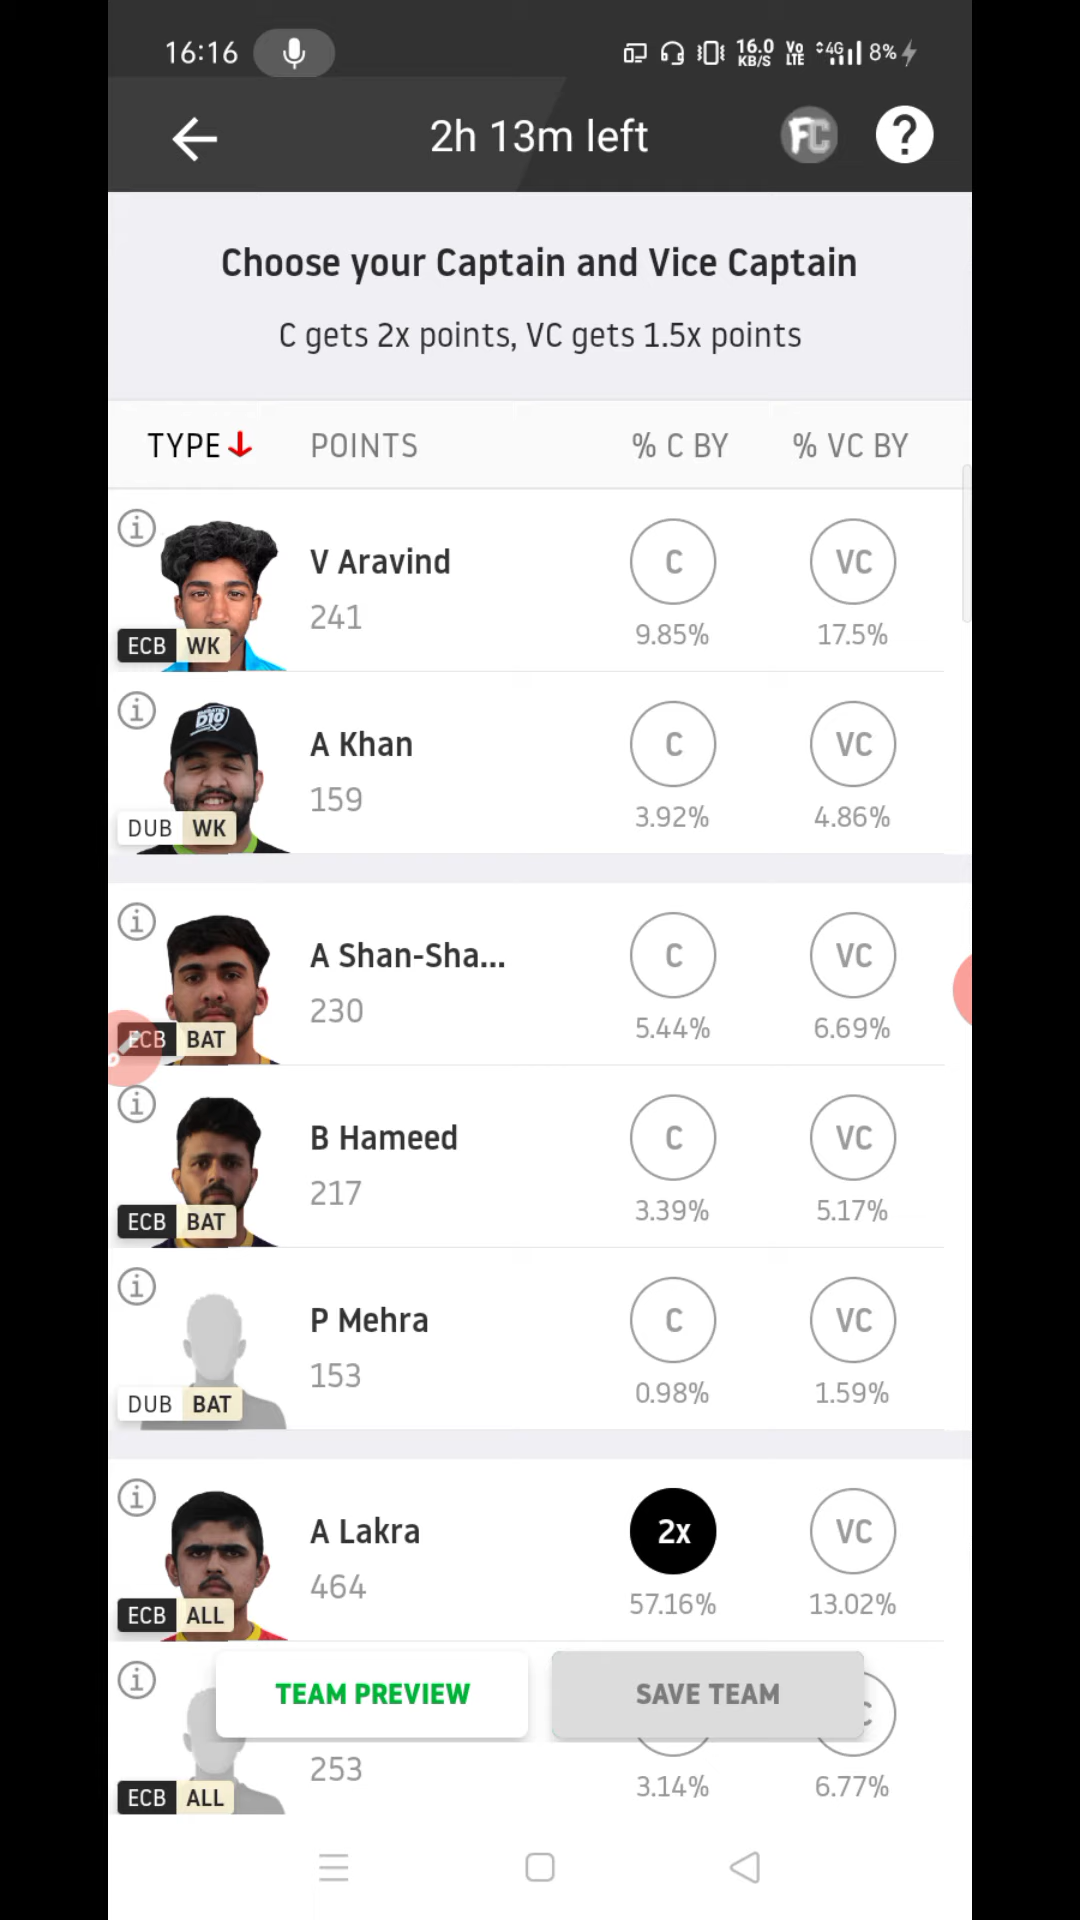 16:16
16.0 KB/S Vo LTE 4G 8%
2h 13m left
FC ?
Choose your Captain and Vice Captain
C gets 2x points, VC gets 1.5x points
TYPE POINTS % C BY % VC BY
V Aravind
C VC
241
9.85% 17.5%
ECB WK
A Khan
C VC
159
3.92% 4.86%
DUB WK
A Shan-Sha...
C VC
230
5.44% 6.69%
ECB BAT
B Hameed
C VC
217
3.39% 5.17%
ECB BAT
P Mehra
C VC
153
0.98% 1.59%
DUB BAT
A Lakra
2x VC
464
57.16% 13.02%
ECB ALL
TEAM PREVIEW SAVE TEAM
253
3.14% 6.77%
ECB ALL